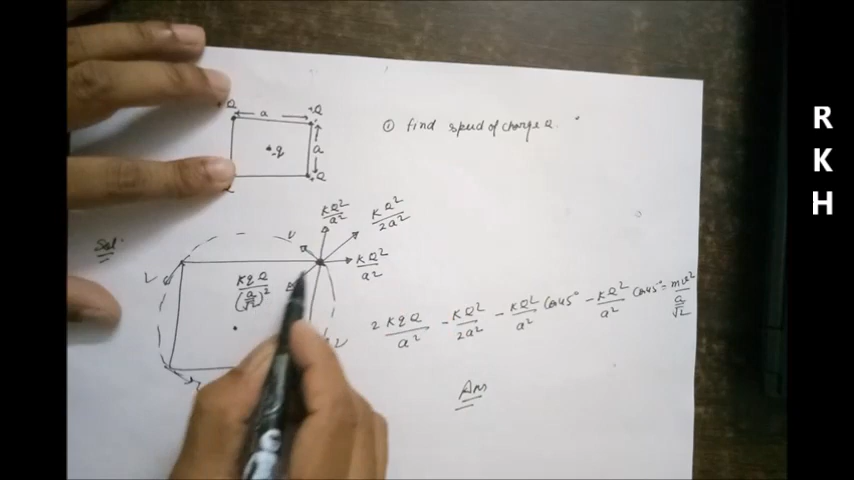 +Q a +Q
-q a
+Q
① find speed of charge Q.
Sol:
KQ²/a² KQ²/2a²
V
KQ²/a²
V KqQ/(a/√2)²
2KqQ/a² - KQ²/2a² - KQ²/a² Cos45° - KQ²/a² Cos45° = mv²/(a/√2)
Ans
R
K
H